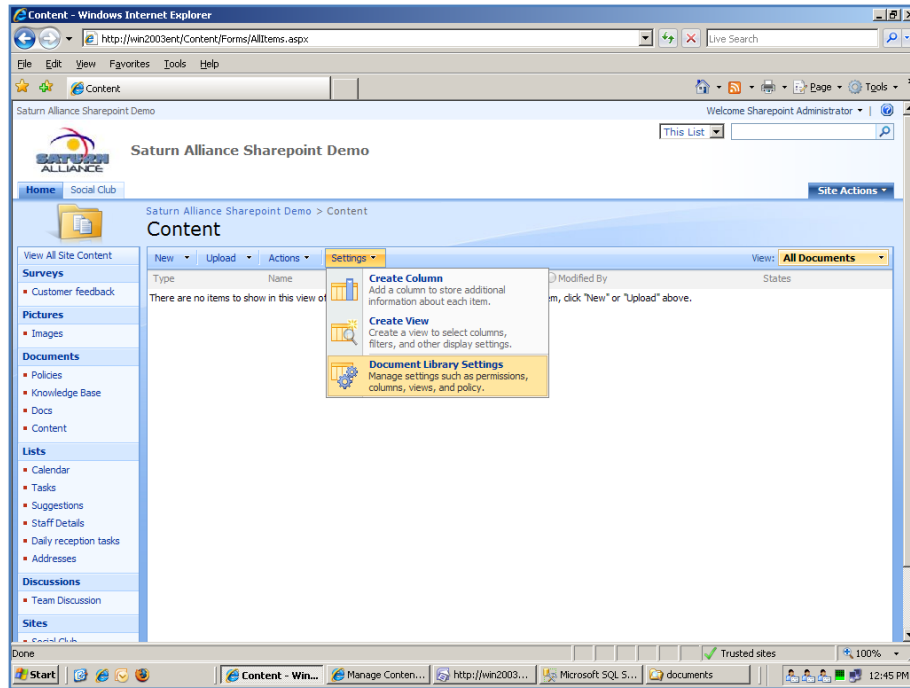 Content - Windows Internet Explorer
http://win2003ent/Content/Forms/AllItems.aspx
Live Search
File Edit View Favorites Tools Help
Content
Page Tools
Saturn Alliance Sharepoint Demo
Welcome Sharepoint Administrator
This List
SATURN
ALLIANCE
Saturn Alliance Sharepoint Demo
Home Social Club
Site Actions
Saturn Alliance Sharepoint Demo > Content
Content
View All Site Content
New Upload Actions Settings
View: All Documents
Surveys
Customer feedback
Pictures
Images
Documents
Policies
Knowledge Base
Docs
Content
Lists
Calendar
Tasks
Suggestions
Staff Details
Daily reception tasks
Addresses
Discussions
Team Discussion
Sites
Social Club
Type Name Modified By States
There are no items to show in this view of
em, click "New" or "Upload" above.
Create Column
Add a column to store additional
information about each item.
Create View
Create a view to select columns,
filters, and other display settings.
Document Library Settings
Manage settings such as permissions,
columns, views, and policy.
Done
Trusted sites
100%
Start
Content - Win...
Manage Conten...
http://win2003...
Microsoft SQL S...
documents
12:45 PM